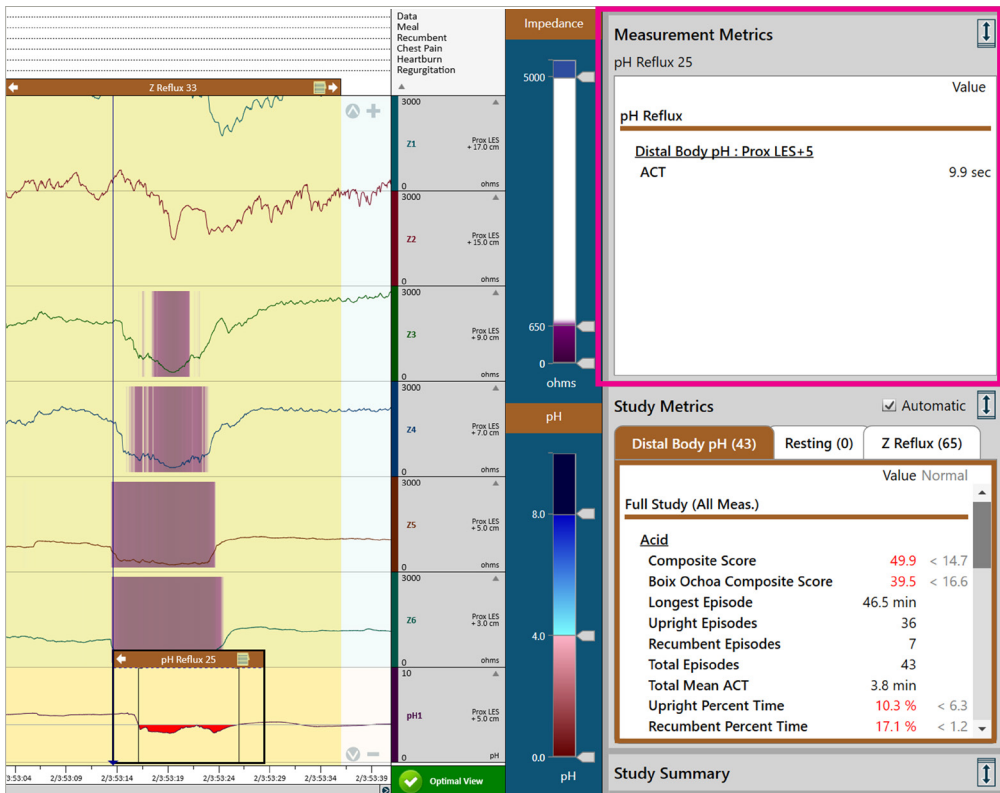 Data
Meal
Recumbent
Chest Pain
Heartburn
Regurgitation
Z Reflux 33
3000
Z1
Prox LES
+ 17.0 cm
0
ohms
3000
Z2
Prox LES
+ 15.0 cm
0
ohms
3000
Z3
Prox LES
+ 9.0 cm
0
ohms
3000
Z4
Prox LES
+ 7.0 cm
0
ohms
3000
Z5
Prox LES
+ 5.0 cm
0
ohms
3000
Z6
Prox LES
+ 3.0 cm
0
ohms
pH Reflux 25
10
pH1
Prox LES
+ 5.0 cm
0
pH
3:53:04 2/3:53:09 2/3:53:14 2/3:53:19 2/3:53:24 2/3:53:29 2/3:53:34 2/3:53:39
Optimal View
Impedance
5000
650
0
ohms
pH
8.0
4.0
0.0
pH
Measurement Metrics
pH Reflux 25
Value
pH Reflux
Distal Body pH : Prox LES+5
ACT 9.9 sec
Study Metrics Automatic
Distal Body pH (43) Resting (0) Z Reflux (65)
Value Normal
Full Study (All Meas.)
Acid
Composite Score 49.9 < 14.7
Boix Ochoa Composite Score 39.5 < 16.6
Longest Episode 46.5 min
Upright Episodes 36
Recumbent Episodes 7
Total Episodes 43
Total Mean ACT 3.8 min
Upright Percent Time 10.3 % < 6.3
Recumbent Percent Time 17.1 % < 1.2
Study Summary